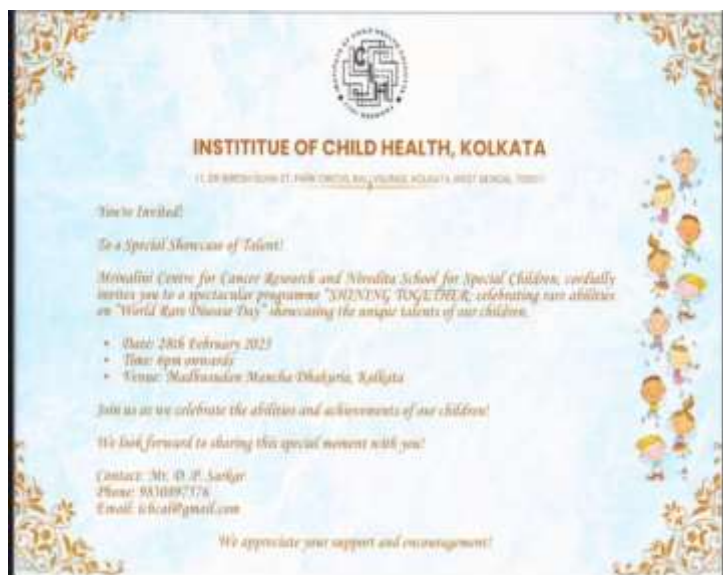 INSTITITUE OF CHILD HEALTH, KOLKATA
You're Invited!
To a Special Showcase of Talent!
Mrinalini Centre for Cancer Research and Nivedita School for Special Children, cordially
invites you to a spectacular programme "SHINING TOGETHER: celebrating rare abilities
on "World Rare Disease Day" showcasing the unique talents of our children.
• Date: 28th February 2025
• Time: 6pm onwards
• Venue: Madhusudan Mancha Dhakuria, Kolkata
Join us as we celebrate the abilities and achievements of our children!
We look forward to sharing this special moment with you!
Contact: Mr. D. P. Sarkar
Phone: 9830897576
Email: ichcal@gmail.com
We appreciate your support and encouragement!